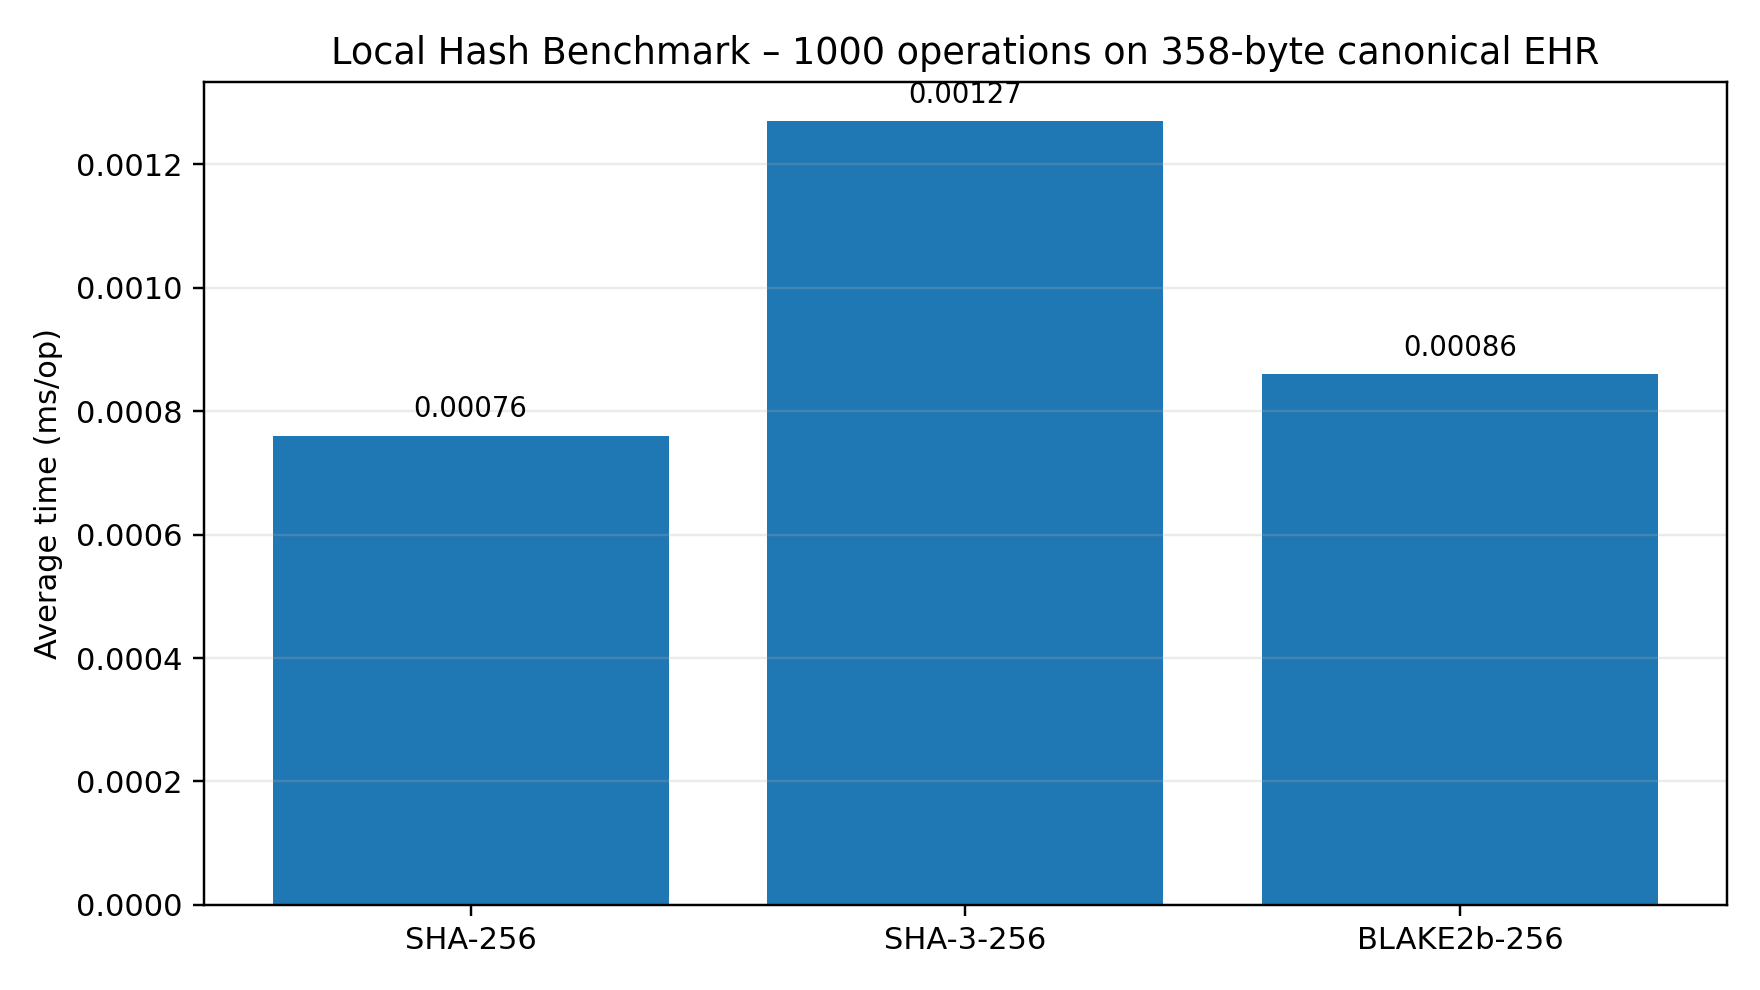 Local Hash Benchmark – 1000 operations on 358-byte canonical EHR
0.00127
0.0012
0.0010
0.00086
0.0008
0.00076
0.0006
0.0004
0.0002
0.0000
Average time (ms/op)
SHA-256
SHA-3-256
BLAKE2b-256